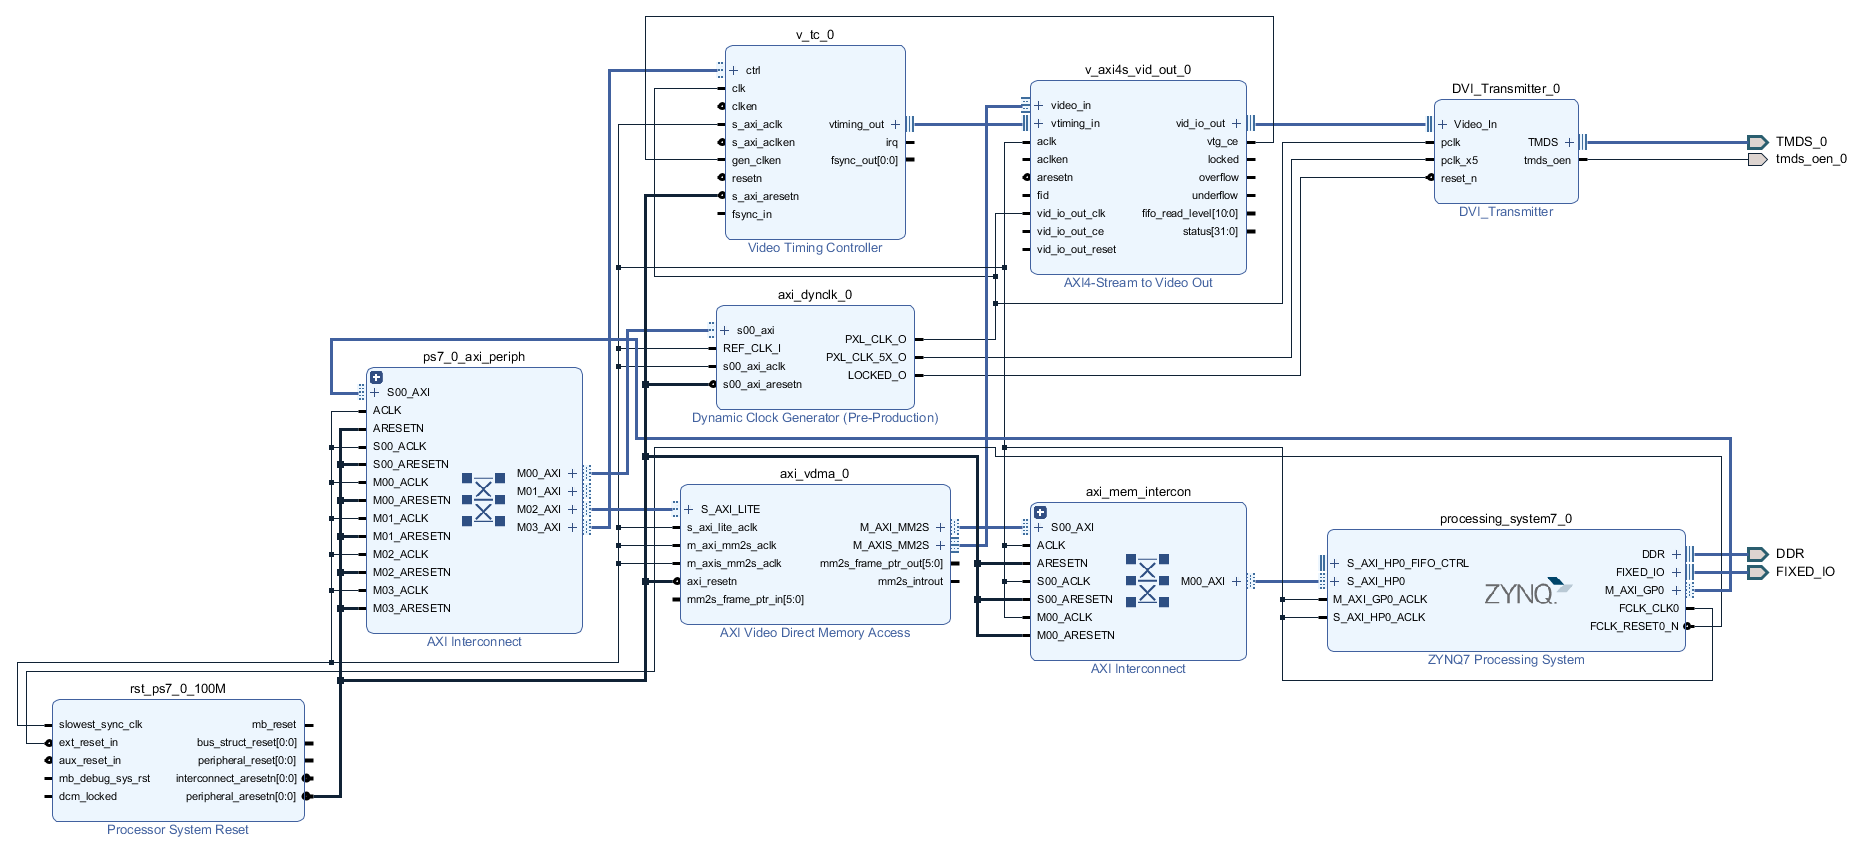 v_tc_0
ctrl
clk
clken
s_axi_aclk
s_axi_aclken
gen_clken
resetn
s_axi_aresetn
fsync_in
vtiming_out
irq
fsync_out[0:0]
Video Timing Controller
v_axi4s_vid_out_0
video_in
vtiming_in
aclk
aclken
aresetn
fid
vid_io_out_clk
vid_io_out_ce
vid_io_out_reset
vid_io_out
vtg_ce
locked
overflow
underflow
fifo_read_level[10:0]
status[31:0]
AXI4-Stream to Video Out
DVI_Transmitter_0
Video_In
pclk
pclk_x5
reset_n
TMDS
tmds_oen
DVI_Transmitter
TMDS_0
tmds_oen_0
axi_dynclk_0
s00_axi
REF_CLK_I
s00_axi_aclk
s00_axi_aresetn
PXL_CLK_O
PXL_CLK_5X_O
LOCKED_O
Dynamic Clock Generator (Pre-Production)
ps7_0_axi_periph
S00_AXI
ACLK
ARESETN
S00_ACLK
S00_ARESETN
M00_ACLK
M00_ARESETN
M01_ACLK
M01_ARESETN
M02_ACLK
M02_ARESETN
M03_ACLK
M03_ARESETN
M00_AXI
M01_AXI
M02_AXI
M03_AXI
AXI Interconnect
axi_vdma_0
S_AXI_LITE
s_axi_lite_aclk
m_axi_mm2s_aclk
m_axis_mm2s_aclk
axi_resetn
mm2s_frame_ptr_in[5:0]
M_AXI_MM2S
M_AXIS_MM2S
mm2s_frame_ptr_out[5:0]
mm2s_introut
AXI Video Direct Memory Access
axi_mem_intercon
S00_AXI
ACLK
ARESETN
S00_ACLK
S00_ARESETN
M00_ACLK
M00_ARESETN
M00_AXI
AXI Interconnect
processing_system7_0
S_AXI_HP0_FIFO_CTRL
S_AXI_HP0
M_AXI_GP0_ACLK
S_AXI_HP0_ACLK
ZYNQ
DDR
FIXED_IO
M_AXI_GP0
FCLK_CLK0
FCLK_RESET0_N
ZYNQ7 Processing System
DDR
FIXED_IO
rst_ps7_0_100M
slowest_sync_clk
ext_reset_in
aux_reset_in
mb_debug_sys_rst
dcm_locked
mb_reset
bus_struct_reset[0:0]
peripheral_reset[0:0]
interconnect_aresetn[0:0]
peripheral_aresetn[0:0]
Processor System Reset